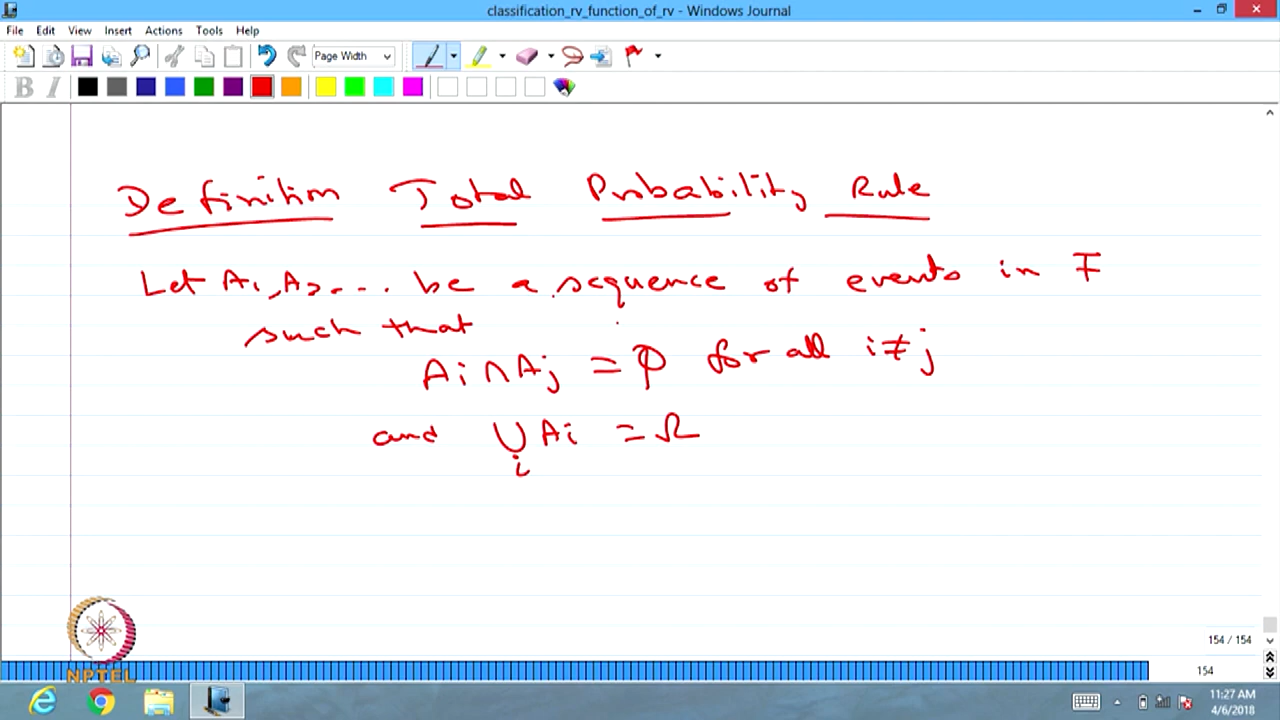 classification_rv_function_of_rv - Windows Journal
File Edit View Insert Actions Tools Help
Page Width
B I
Definition Total Probability Rule
Let A1, A2, ... be a sequence of events in F
such that
Ai ∩ Aj = φ for all i ≠ j
and ∪ Ai = Ω
i
154 / 154
NPTEL
154
11:27 AM
4/6/2018